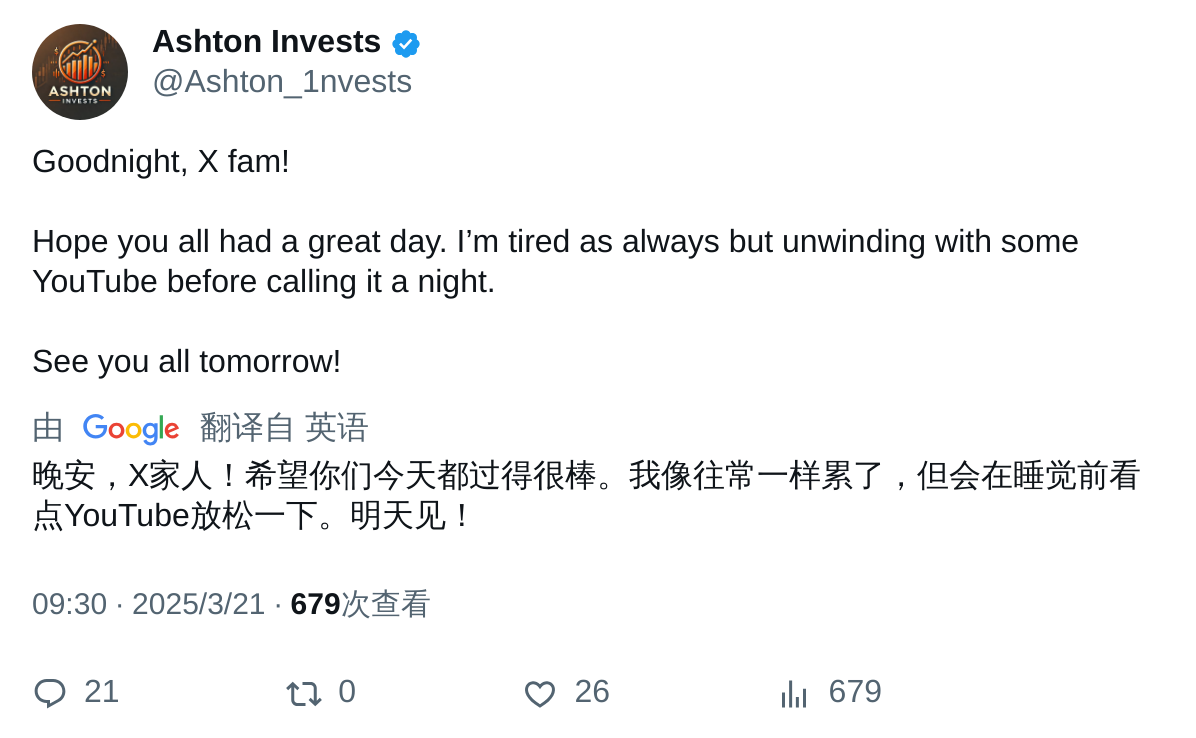 ASHTON
INVESTS
Ashton Invests
@Ashton_1nvests
Goodnight, X fam!
Hope you all had a great day. I’m tired as always but unwinding with some
YouTube before calling it a night.
See you all tomorrow!
由 Google 翻译自 英语
晚安，X家人！希望你们今天都过得很棒。我像往常一样累了，但会在睡觉前看
点YouTube放松一下。明天见！
09:30 · 2025/3/21 · 679次查看
21 0 26 679